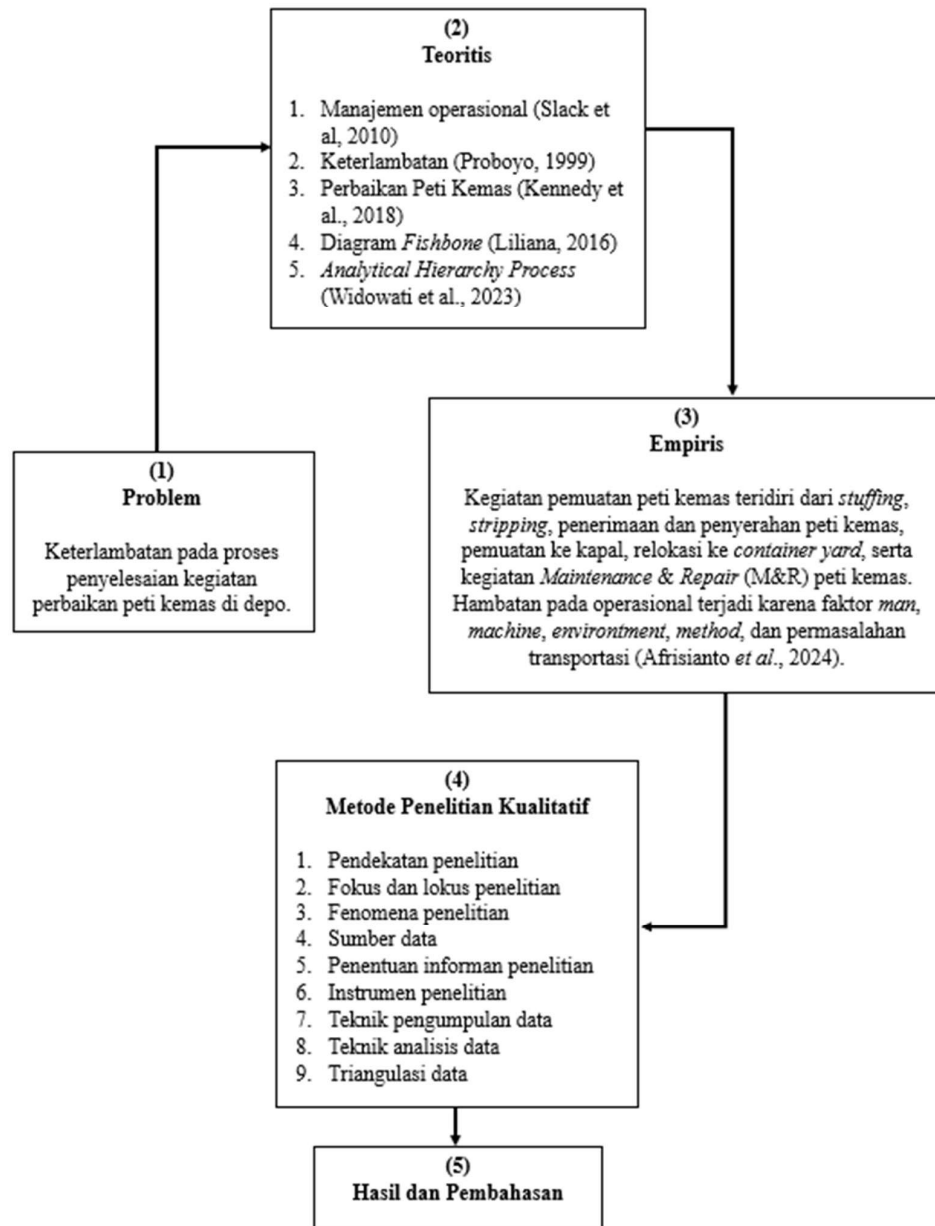 (2)
Teoritis
1. Manajemen operasional (Slack et
al, 2010)
2. Keterlambatan (Proboyo, 1999)
3. Perbaikan Peti Kemas (Kennedy et
al., 2018)
4. Diagram Fishbone (Liliana, 2016)
5. Analytical Hierarchy Process
(Widowati et al., 2023)
(1)
Problem
Keterlambatan pada proses
penyelesaian kegiatan
perbaikan peti kemas di depo.
(3)
Empiris
Kegiatan pemuatan peti kemas teridiri dari stuffing,
stripping, penerimaan dan penyerahan peti kemas,
pemuatan ke kapal, relokasi ke container yard, serta
kegiatan Maintenance & Repair (M&R) peti kemas.
Hambatan pada operasional terjadi karena faktor man,
machine, environtment, method, dan permasalahan
transportasi (Afrisianto et al., 2024).
(4)
Metode Penelitian Kualitatif
1. Pendekatan penelitian
2. Fokus dan lokus penelitian
3. Fenomena penelitian
4. Sumber data
5. Penentuan informan penelitian
6. Instrumen penelitian
7. Teknik pengumpulan data
8. Teknik analisis data
9. Triangulasi data
(5)
Hasil dan Pembahasan